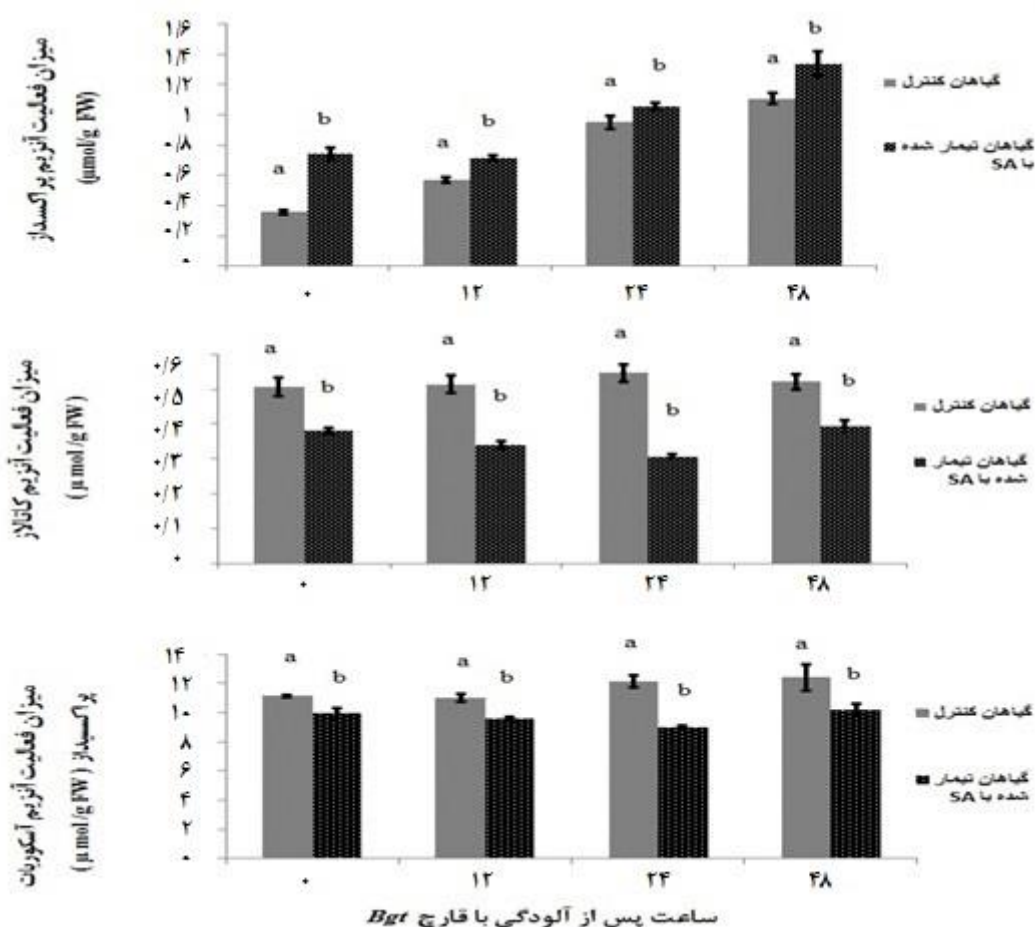 میزان فعالیت آنزیم پراکسداز
(μmol/g FW)
۱/۶
۱/۴
۱/۲
۱
۰/۸
۰/۶
۰/۴
۰/۲
۰
a
b
a
b
a
b
a
b
۰
۱۲
۲۴
۴۸
گیاهان کنترل
گیاهان تیمار شده
با SA
میزان فعالیت آنزیم کاتالاز
(μ mol /g FW)
۰/۶
۰/۵
۰/۴
۰/۳
۰/۲
۰/۱
۰
a
b
a
b
a
b
a
b
۰
۱۲
۲۴
۴۸
گیاهان کنترل
گیاهان تیمار
شده با SA
میزان فعالیت آنزیم آسکوربات
پراکسیداز (μ mol /g FW)
۱۴
۱۲
۱۰
۸
۶
۴
۲
۰
a
b
a
b
a
b
a
b
۰
۱۲
۲۴
۴۸
گیاهان کنترل
گیاهان تیمار
شده با SA
ساعت پس از آلودگی با قارچ Bgt